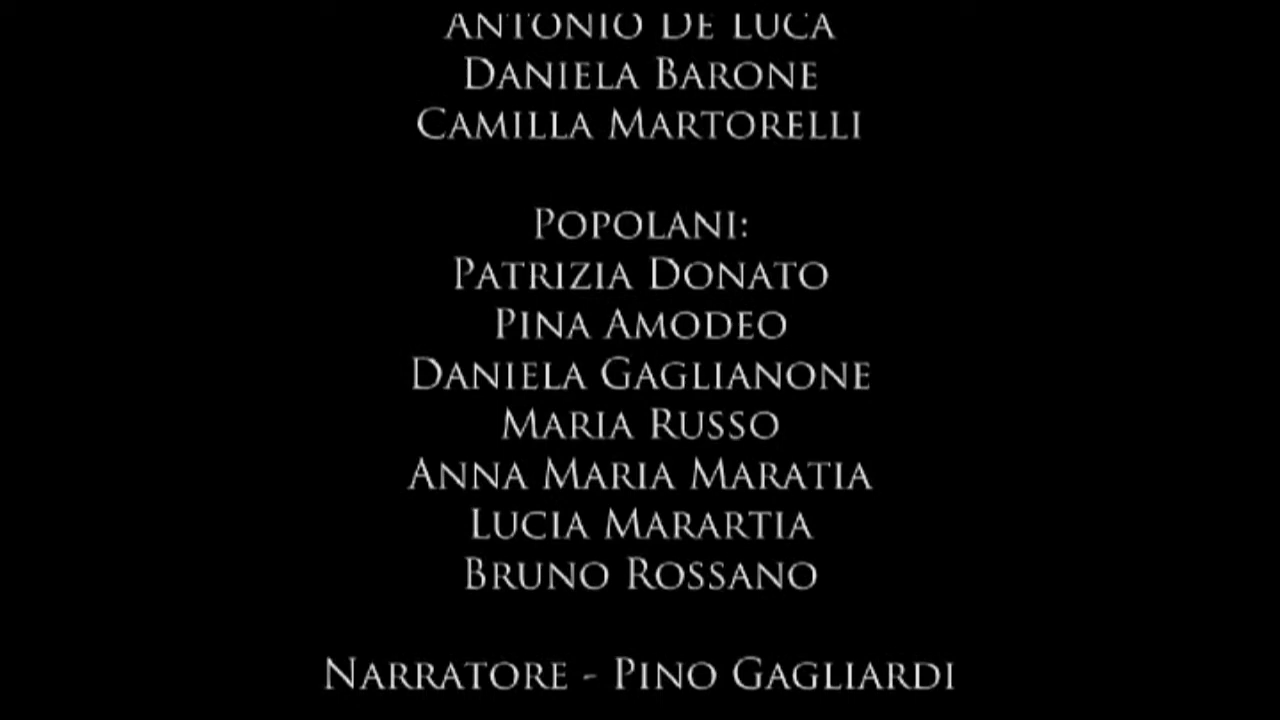 Antonio De Luca
Daniela Barone
Camilla Martorelli
Popolani:
Patrizia Donato
Pina Amodeo
Daniela Gaglianone
Maria Russo
Anna Maria Maratia
Lucia Marartia
Bruno Rossano
Narratore - Pino Gagliardi